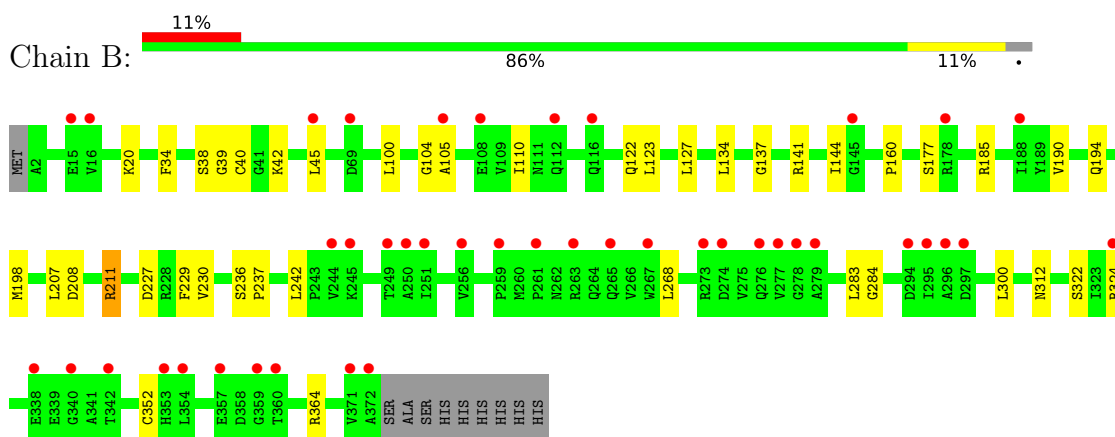 11%
Chain B:
86% 11% •
MET A2 E15 V16 K20 F34 S38 G39 C40 G41 K42 L45 D69 L100 G104 A105 E108 V109 I110 N111 Q112 Q116 Q122 L123 L127 L134 G137 R141 I144 G145 P160 S177 R178 R185 I188 Y189 V190 Q194
M198 L207 D208 R211 D227 R228 F229 V230 S236 P237 L242 P243 V244 K245 T249 A250 I251 V256 P259 M260 P261 N262 R263 Q264 Q265 V266 W267 L268 R273 D274 V275 Q276 V277 G278 A279 L283 G284 D294 I295 A296 D297 L300 N312 S322 I323 R324
E338 E339 G340 A341 T342 C352 H353 L354 E357 D358 G359 T360 R364 V371 A372 SER ALA SER HIS HIS HIS HIS HIS HIS